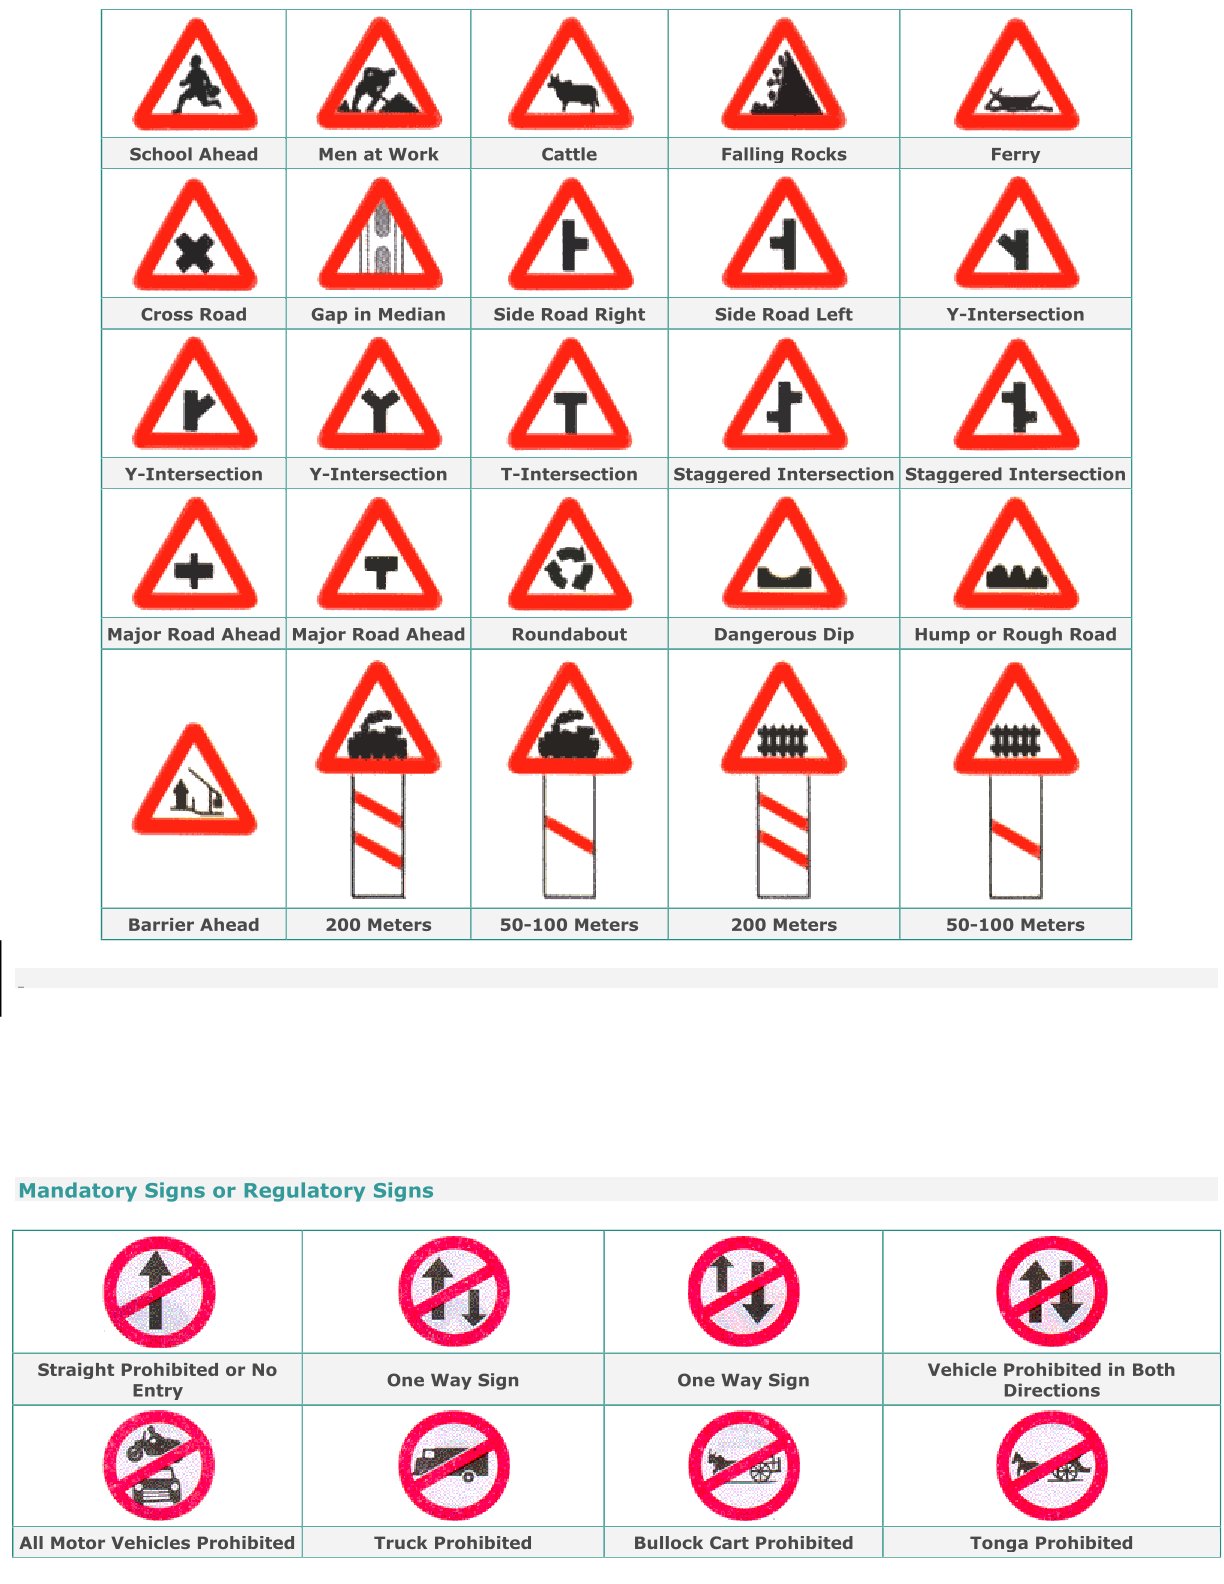 School Ahead
Men at Work
Cattle
Falling Rocks
Ferry
Cross Road
Gap in Median
Side Road Right
Side Road Left
Y-Intersection
Y-Intersection
Y-Intersection
T-Intersection
Staggered Intersection
Staggered Intersection
Major Road Ahead
Major Road Ahead
Roundabout
Dangerous Dip
Hump or Rough Road
Barrier Ahead
200 Meters
50-100 Meters
200 Meters
50-100 Meters
Mandatory Signs or Regulatory Signs
Straight Prohibited or No
Entry
One Way Sign
One Way Sign
Vehicle Prohibited in Both
Directions
All Motor Vehicles Prohibited
Truck Prohibited
Bullock Cart Prohibited
Tonga Prohibited